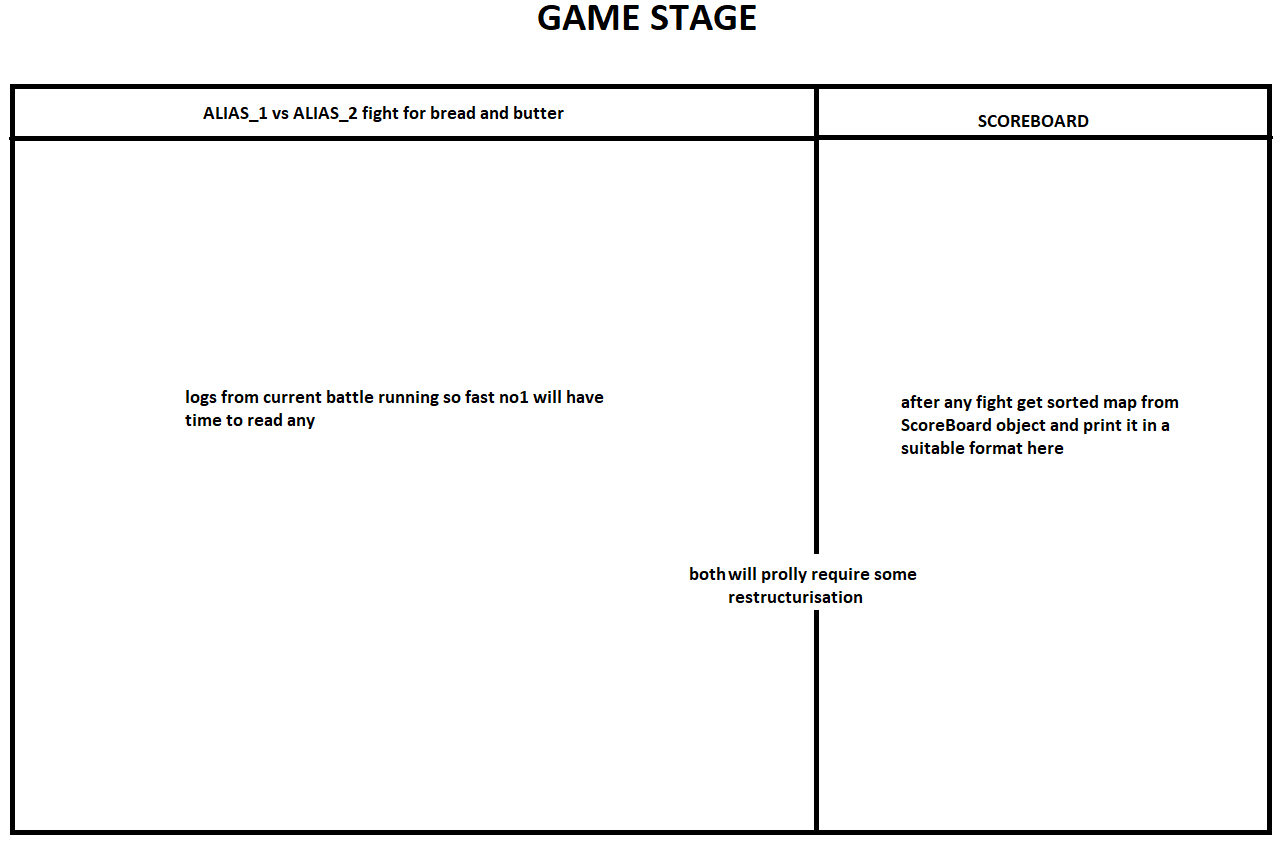 GAME STAGE
ALIAS_1 vs ALIAS_2 fight for bread and butter
SCOREBOARD
logs from current battle running so fast no1 will have
time to read any
after any fight get sorted map from
ScoreBoard object and print it in a
suitable format here
both will prolly require some
restructurisation